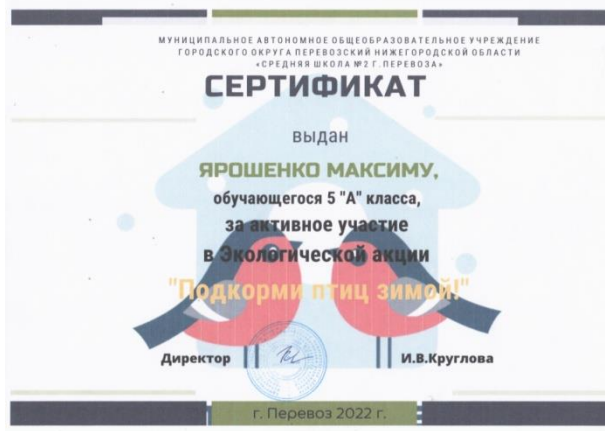 МУНИЦИПАЛЬНОЕ АВТОНОМНОЕ ОБЩЕОБРАЗОВАТЕЛЬНОЕ УЧРЕЖДЕНИЕ
ГОРОДСКОГО ОКРУГА ПЕРЕВОЗСКИЙ НИЖЕГОРОДСКОЙ ОБЛАСТИ
«СРЕДНЯЯ ШКОЛА №2 Г. ПЕРЕВОЗА»
СЕРТИФИКАТ
выдан
ЯРОШЕНКО МАКСИМУ,
обучающегося 5 "А" класса,
за активное участие
в Экологической акции
"Подкорми птиц зимой!"
Директор И.В.Круглова
г. Перевоз 2022 г.